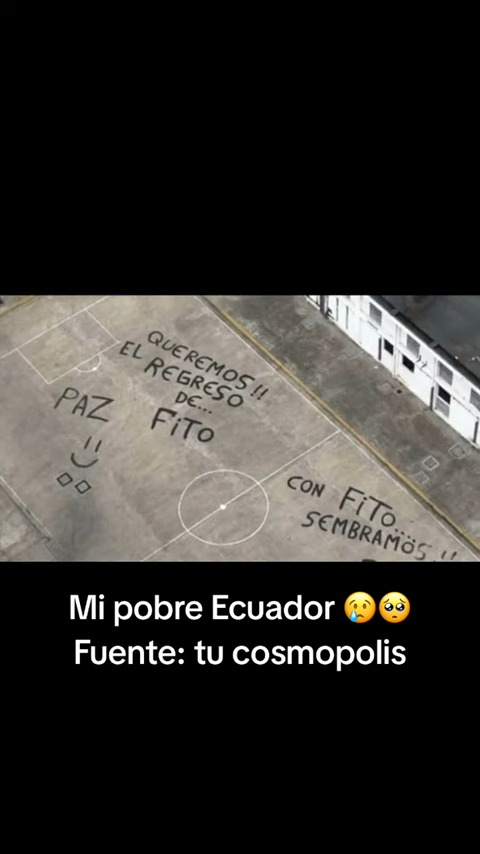 QUEREMOS!!
EL REGRESO
DE...
FiTO
PAZ
CON FiTO...
SEMBRAMOS!!
Mi pobre Ecuador 😢🥺
Fuente: tu cosmopolis